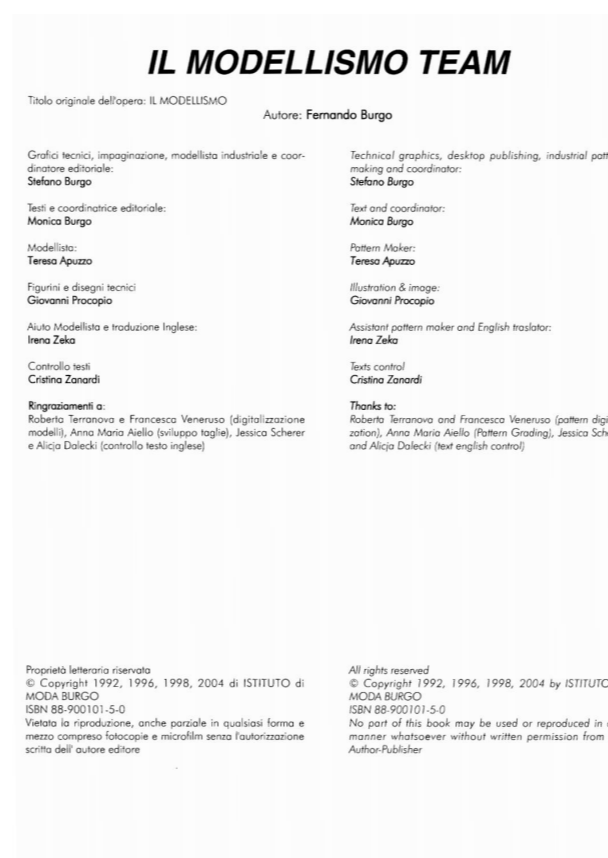 IL MODELLISMO TEAM
Titolo originale dell'opera: IL MODELLISMO
Autore: Fernando Burgo
Grafici tecnici, impaginazione, modellista industriale e coor-
dinatore editoriale:
Stefano Burgo
Testi e coordinatrice editoriale:
Monica Burgo
Modellista:
Teresa Apuzzo
Figurini e disegni tecnici
Giovanni Procopio
Aiuto Modellista e traduzione Inglese:
Irena Zeka
Controllo testi
Cristina Zanardi
Ringraziamenti a:
Roberta Terranova e Francesca Veneruso (digitalizzazione
modelli), Anna Maria Aiello (sviluppo taglie), Jessica Scherer
e Alicja Dalecki (controllo testo inglese)
Technical graphics, desktop publishing, industrial patt
making and coordinator:
Stefano Burgo
Text and coordinator:
Monica Burgo
Pattern Maker:
Teresa Apuzzo
Illustration & image:
Giovanni Procopio
Assistant pattern maker and English traslator:
Irena Zeka
Texts control
Cristina Zanardi
Thanks to:
Roberta Terranova and Francesca Veneruso (pattern digi
zation), Anna Maria Aiello (Pattern Grading), Jessica Sche
and Alicja Dalecki (text english control)
Proprietà letteraria riservata
© Copyright 1992, 1996, 1998, 2004 di ISTITUTO di
MODA BURGO
ISBN 88-900101-5-0
Vietata la riproduzione, anche parziale in qualsiasi forma e
mezzo compreso fotocopie e microfilm senza l'autorizzazione
scritta dell' autore editore
All rights reserved
© Copyright 1992, 1996, 1998, 2004 by ISTITUTO
MODA BURGO
ISBN 88-900101-5-0
No part of this book may be used or reproduced in
manner whatsoever without written permission from
Author-Publisher